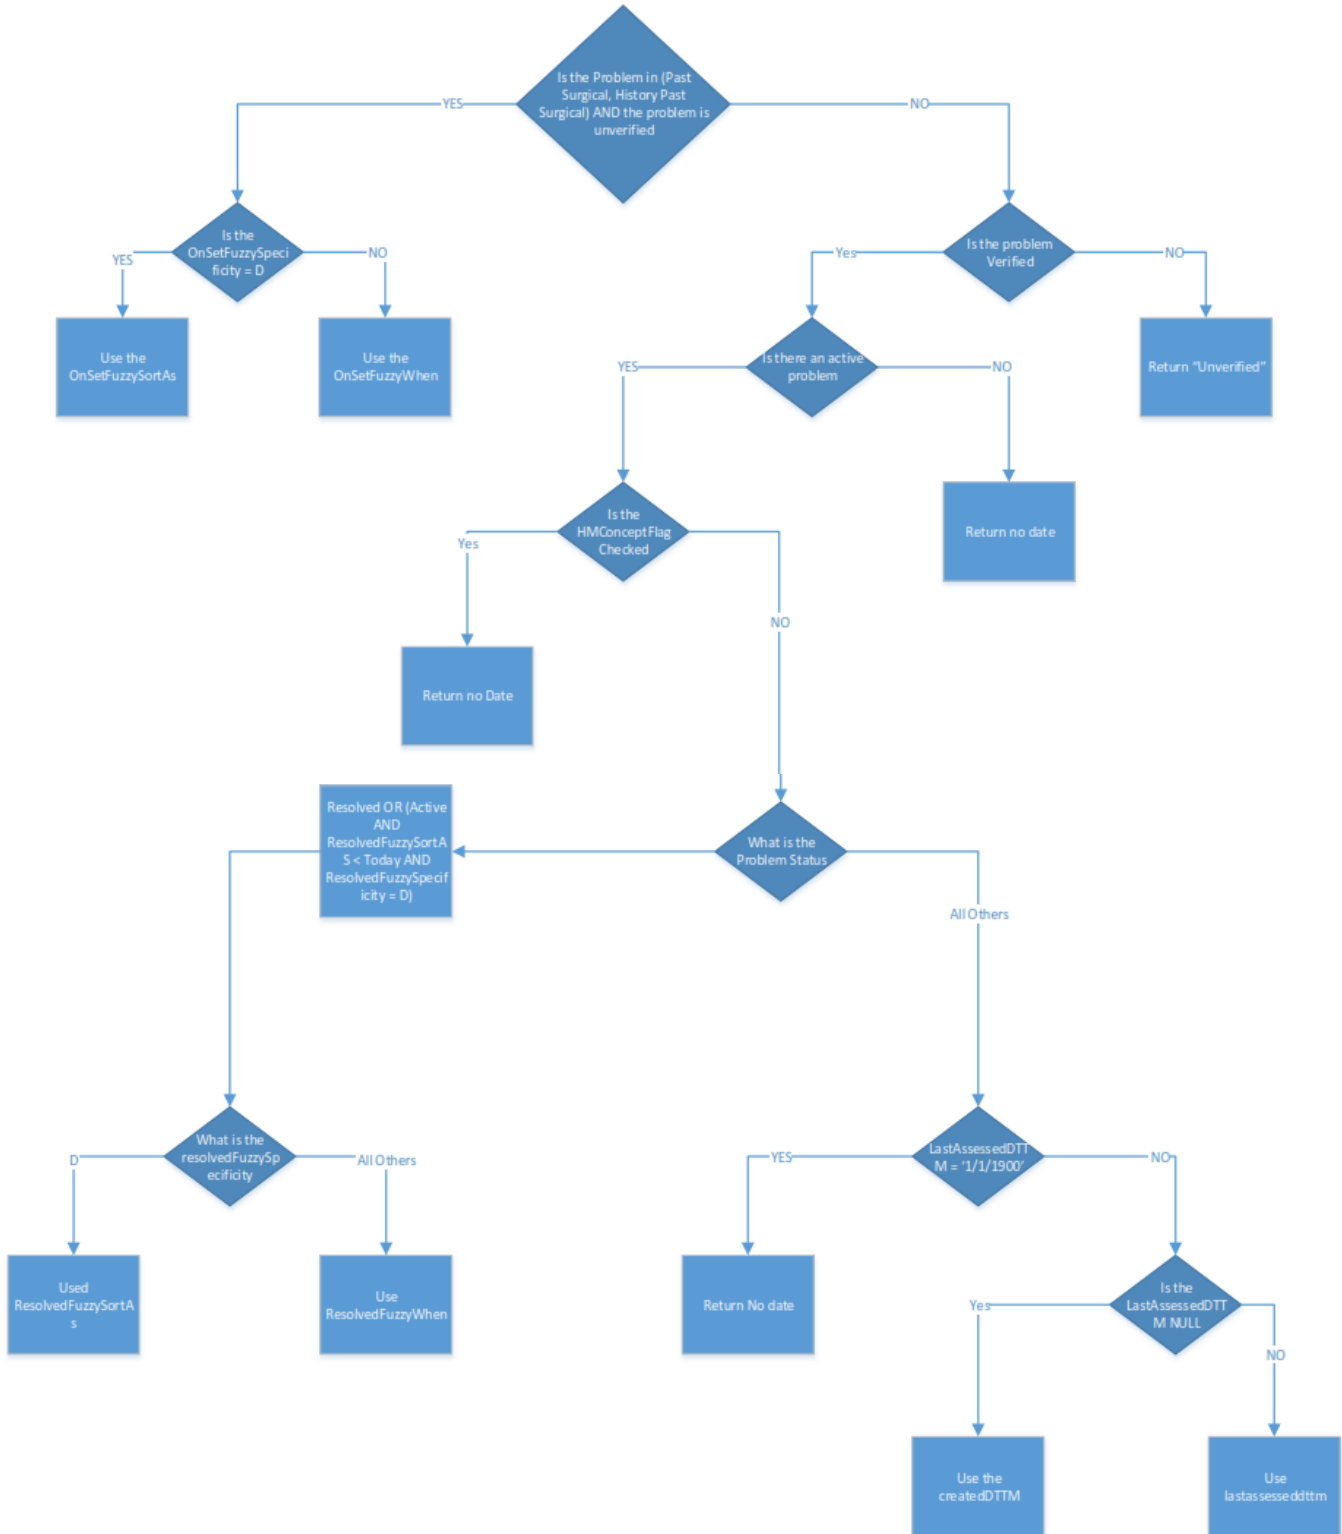 Is the Problem in (Past
Surgical, History Past
Surgical) AND the problem is
unverified
YES
NO
Is the
OnSetFuzzySpeci
ficity = D
YES
NO
Is the problem
Verified
Yes
NO
Use the
OnSetFuzzySortAs
Use the
OnSetFuzzyWhen
Is there an active
problem
YES
NO
Return "Unverified"
Is the
HMConceptFlag
Checked
Yes
NO
Return no date
Return no Date
Resolved OR (Active
AND
ResolvedFuzzySortA
S < Today AND
ResolvedFuzzySpecif
icity = D)
What is the
Problem Status
All Others
What is the
resolvedFuzzySp
ecificity
D
All Others
LastAssessedDTT
M = ‘1/1/1900’
YES
NO
Used
ResolvedFuzzySortA
s
Use
ResolvedFuzzyWhen
Return No date
Is the
LastAssessedDTT
M NULL
Yes
NO
Use the
createdDTTM
Use
lastassesseddttm